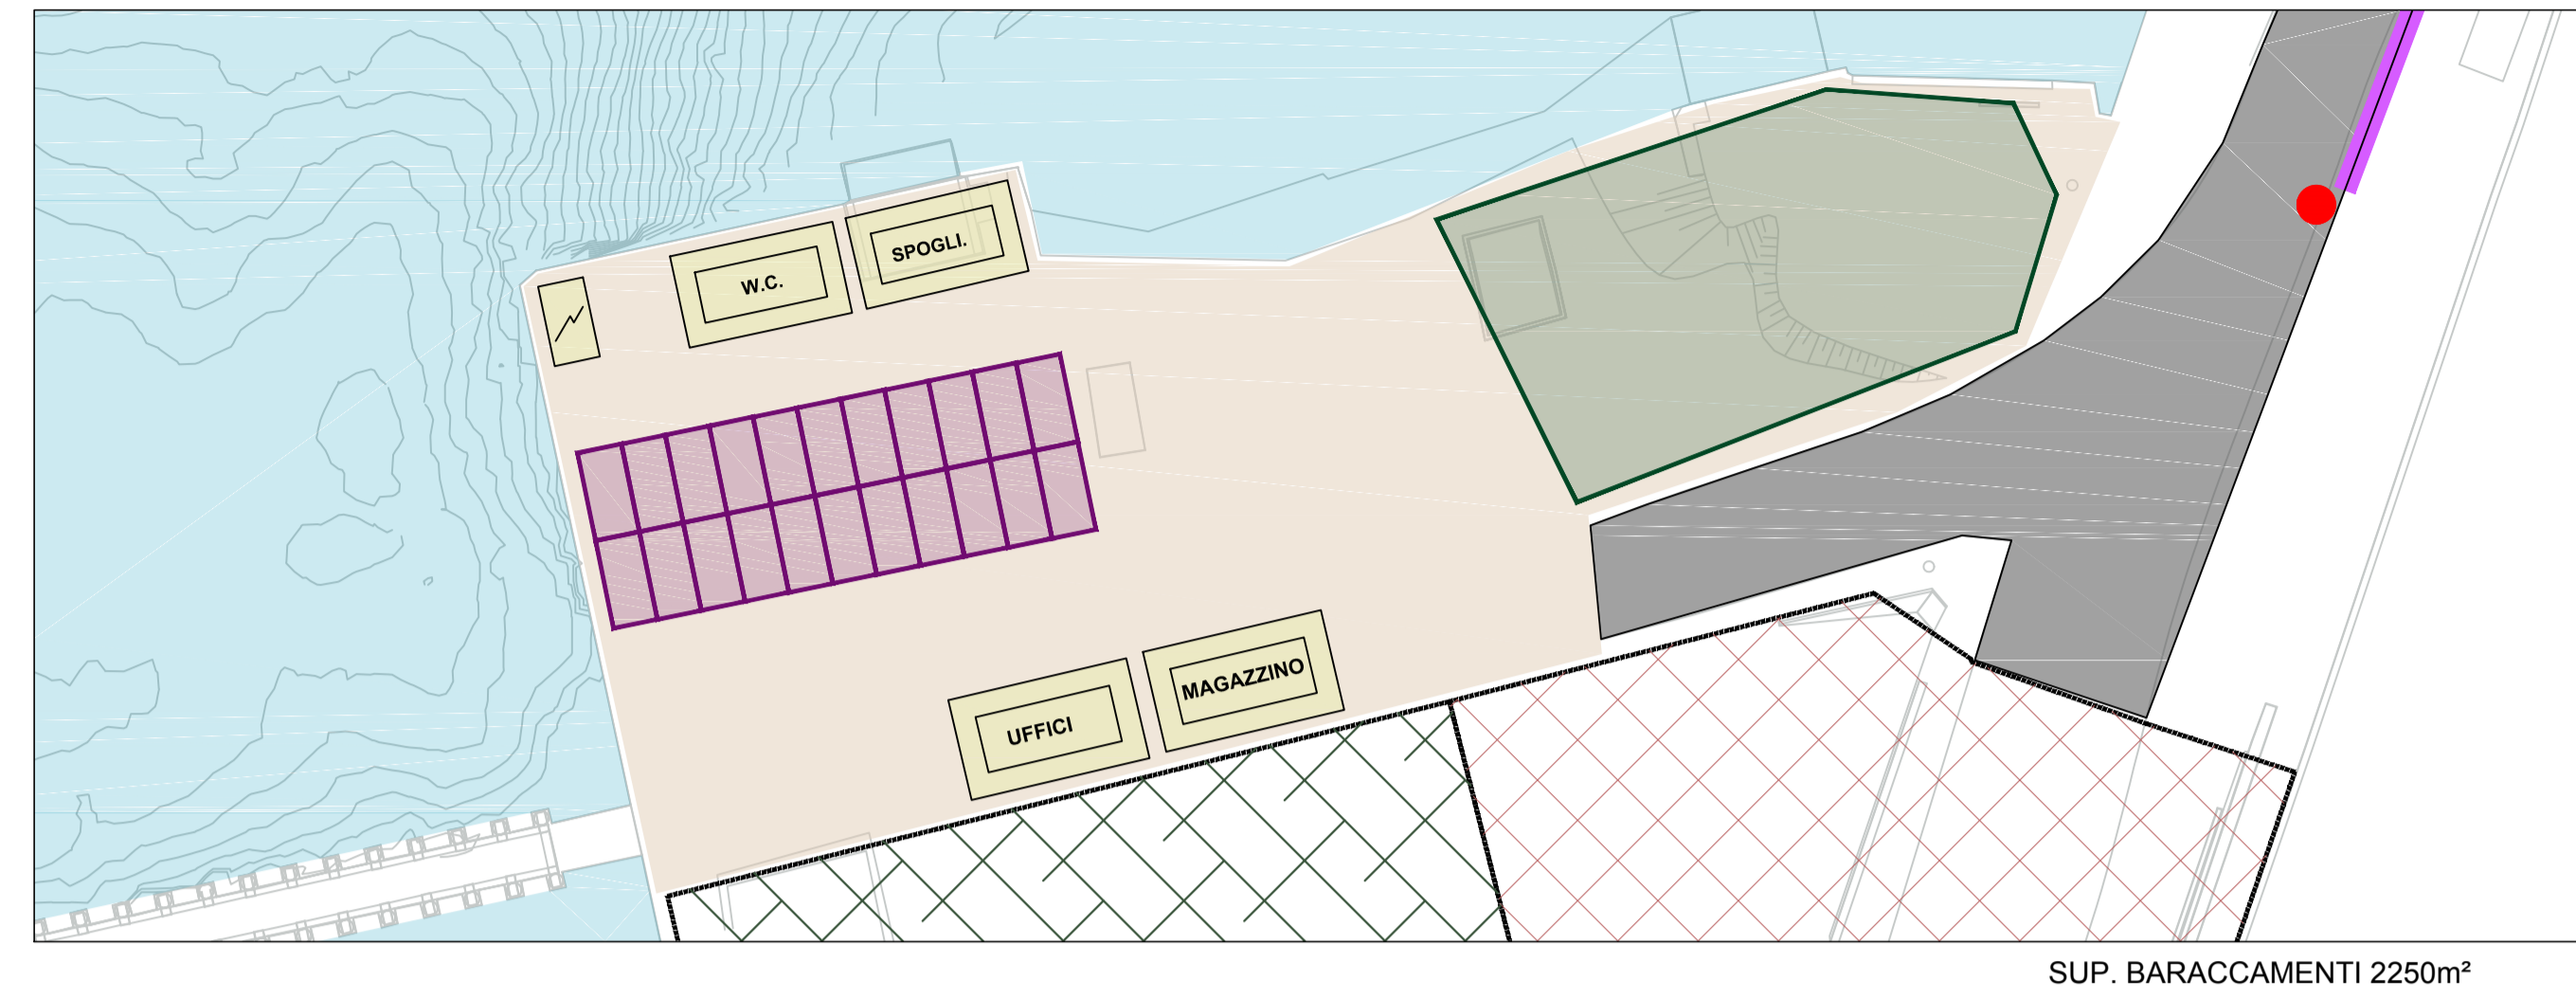 SPOGLI.
W.C.
MAGAZZINO
UFFICI
SUP. BARACCAMENTI 2250m²